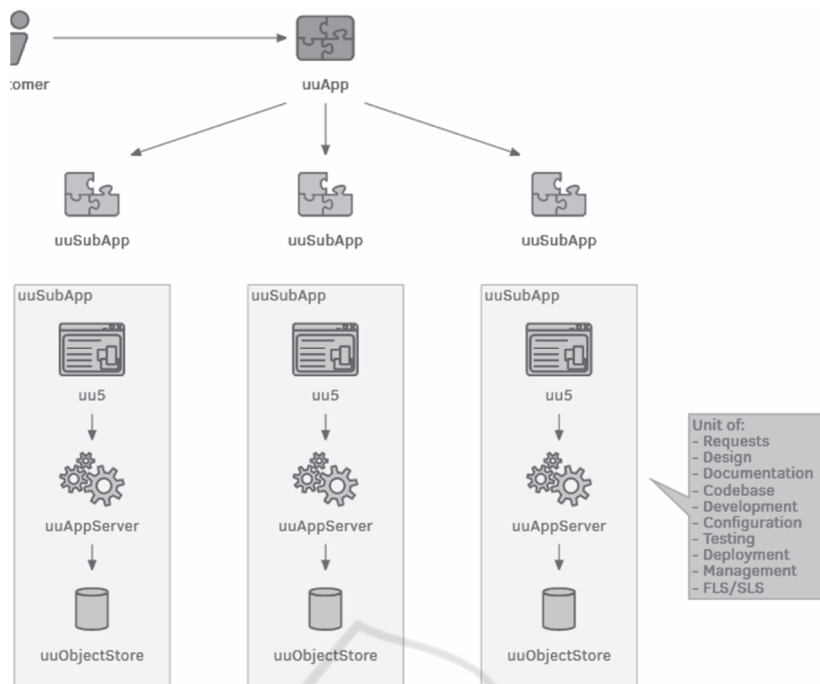 tomer
uuApp
uuSubApp
uuSubApp
uuSubApp
uuSubApp
uu5
uuAppServer
uuObjectStore
uuSubApp
uu5
uuAppServer
uuObjectStore
uuSubApp
uu5
uuAppServer
uuObjectStore
Unit of:
- Requests
- Design
- Documentation
- Codebase
- Development
- Configuration
- Testing
- Deployment
- Management
- FLS/SLS